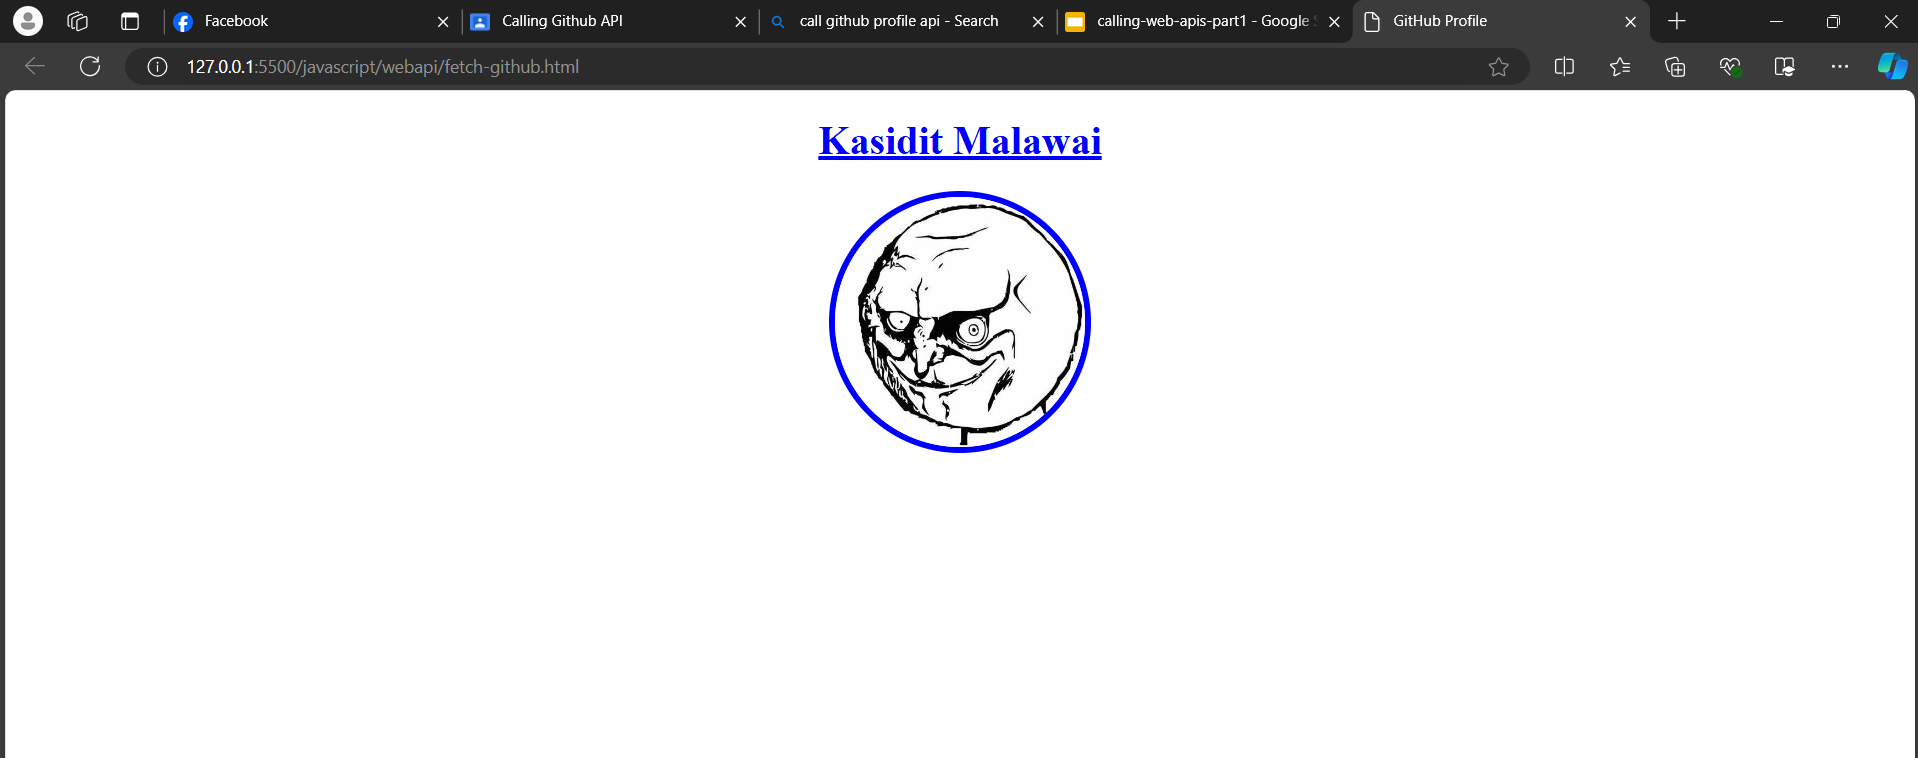 Facebook
Calling Github API
call github profile api - Search
calling-web-apis-part1 - Google
GitHub Profile
127.0.0.1:5500/javascript/webapi/fetch-github.html
Kasidit Malawai